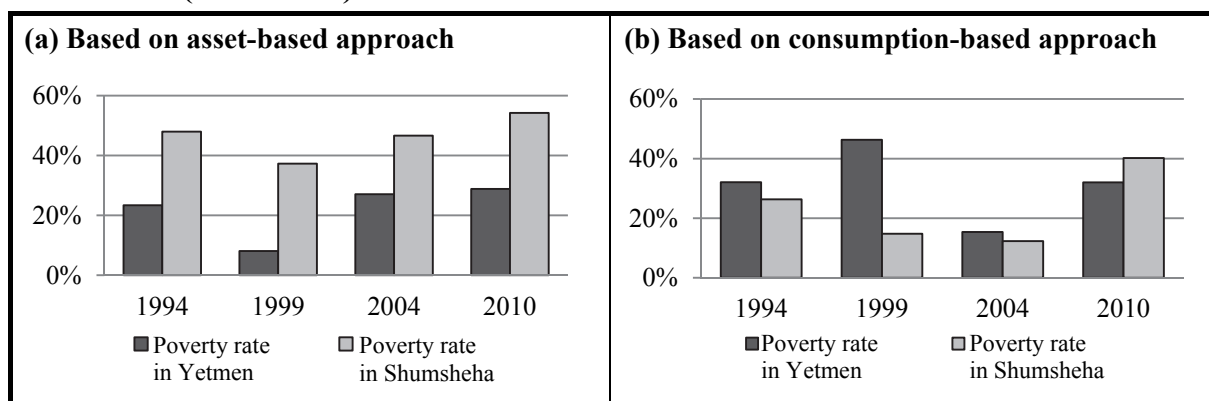 (a) Based on asset-based approach
60%
40%
20%
0%
1994 1999 2004 2010
Poverty rate in Yetmen
Poverty rate in Shumsheha
(b) Based on consumption-based approach
60%
40%
20%
0%
1994 1999 2004 2010
Poverty rate in Yetmen
Poverty rate in Shumsheha